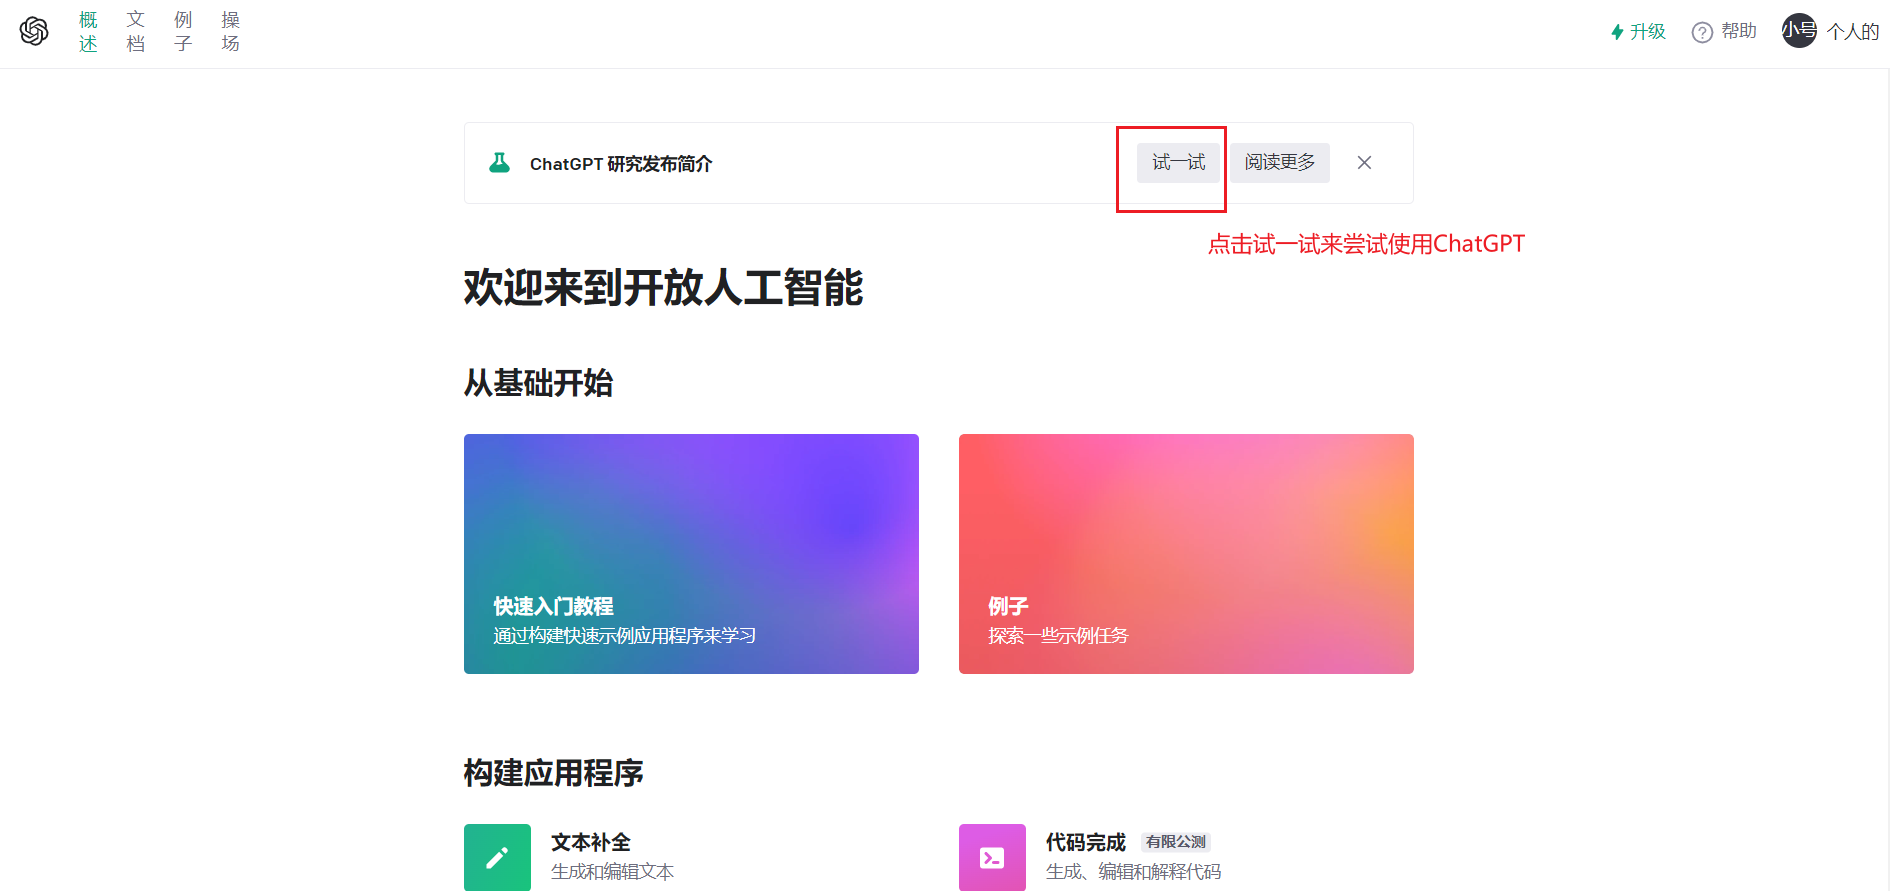 概述
文档
例子
操场
升级
帮助
小号
个人的
ChatGPT 研究发布简介
试一试
阅读更多
点击试一试来尝试使用ChatGPT
欢迎来到开放人工智能
从基础开始
快速入门教程
通过构建快速示例应用程序来学习
例子
探索一些示例任务
构建应用程序
文本补全
生成和编辑文本
代码完成 有限公测
生成、编辑和解释代码